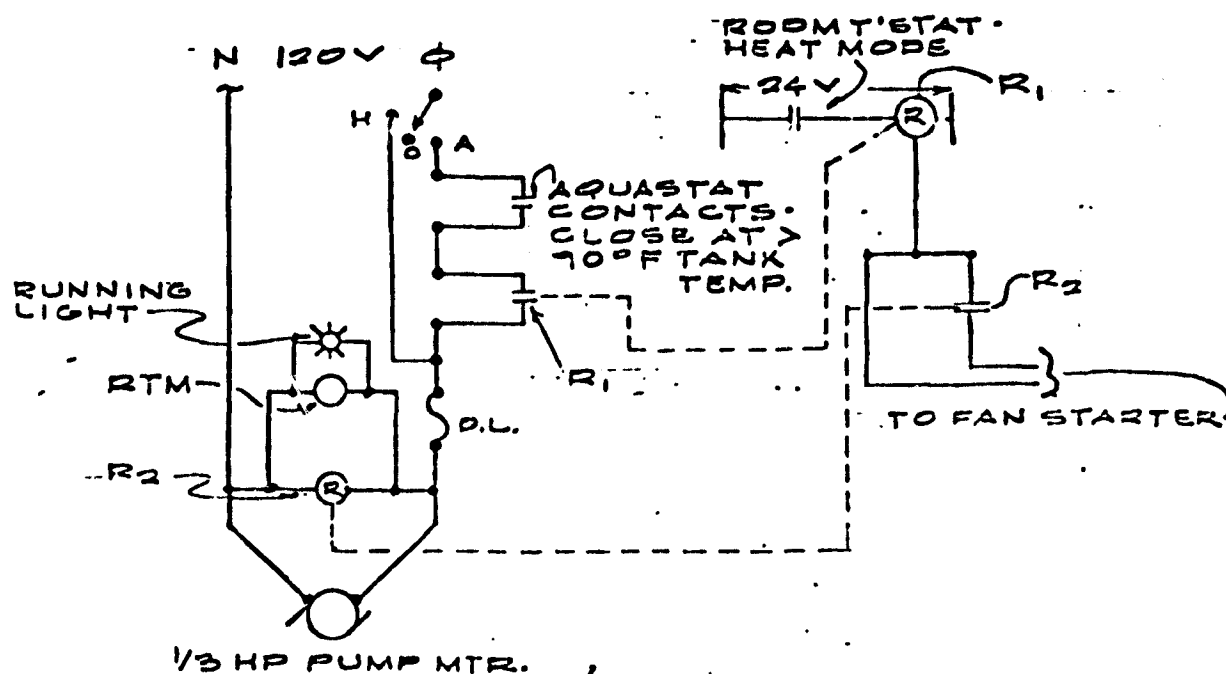 N 120V ϕ
ROOM T'STAT-
HEAT MODE
24V
R1
R
H
O
A
AQUASTAT
CONTACTS-
CLOSE AT >
90°F TANK
TEMP.
RUNNING
LIGHT
R2
RTM
R1
O.L.
TO FAN STARTER
R2
R
1/3 HP PUMP MTR.